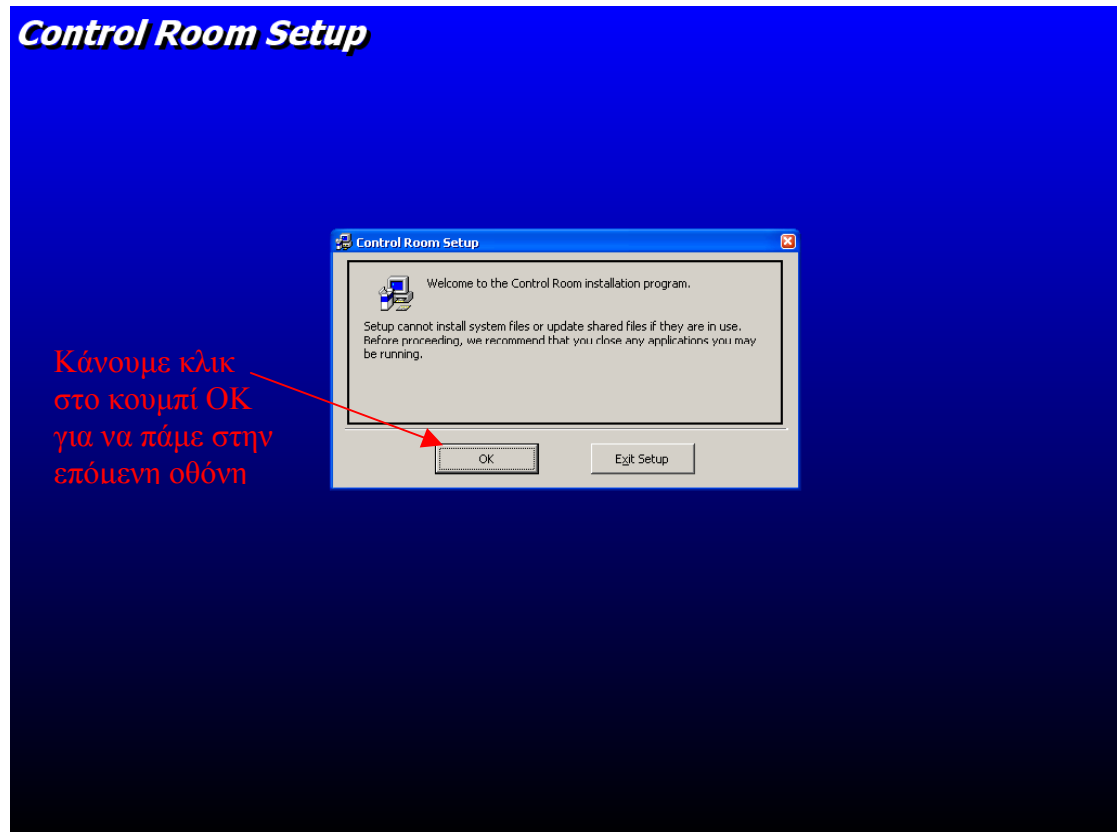 Control Room Setup
Control Room Setup
Welcome to the Control Room installation program.
Setup cannot install system files or update shared files if they are in use.
Before proceeding, we recommend that you close any applications you may
be running.
Κάνουμε κλικ
στο κουμπί ΟΚ
για να πάμε στην
επόμενη οθόνη
OK
Exit Setup